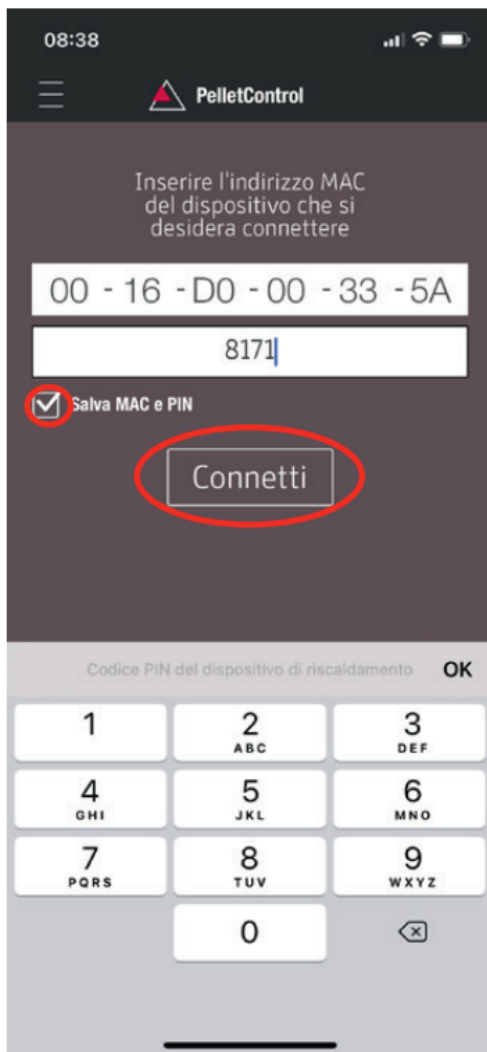 08:38
PelletControl
Inserire l'indirizzo MAC
del dispositivo che si
desidera connettere
00 - 16 - D0 - 00 - 33 - 5A
8171
Salva MAC e PIN
Connetti
Codice PIN del dispositivo di riscaldamento OK
1 2 3
ABC DEF
4 5 6
GHI JKL MNO
7 8 9
PQRS TUV WXYZ
0